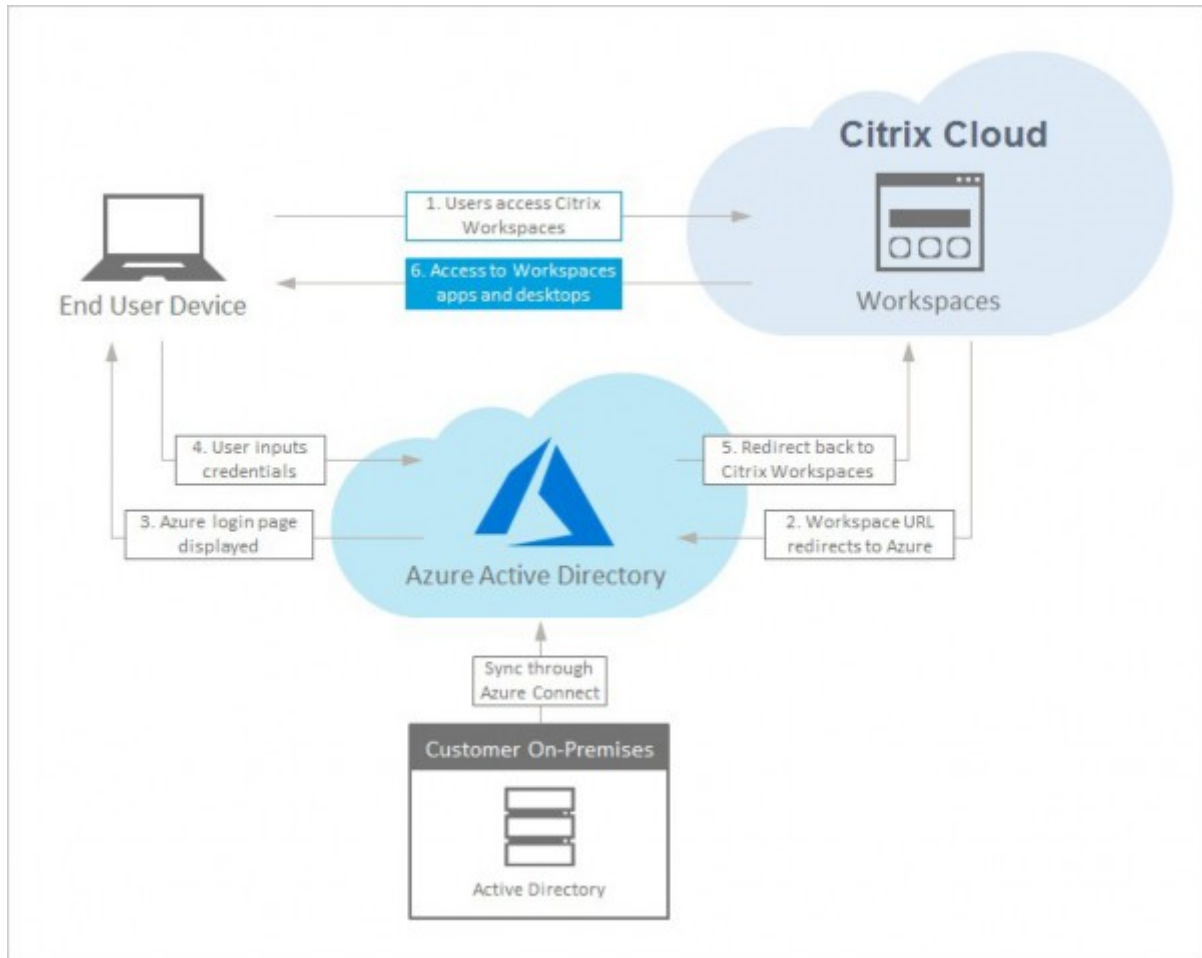 Citrix Cloud
1. Users access Citrix
Workspaces
6. Access to Workspaces
apps and desktops
End User Device
Workspaces
4. User inputs
credentials
5. Redirect back to
Citrix Workspaces
3. Azure login page
displayed
2. Workspace URL
redirects to Azure
Azure Active Directory
Sync through
Azure Connect
Customer On-Premises
Active Directory